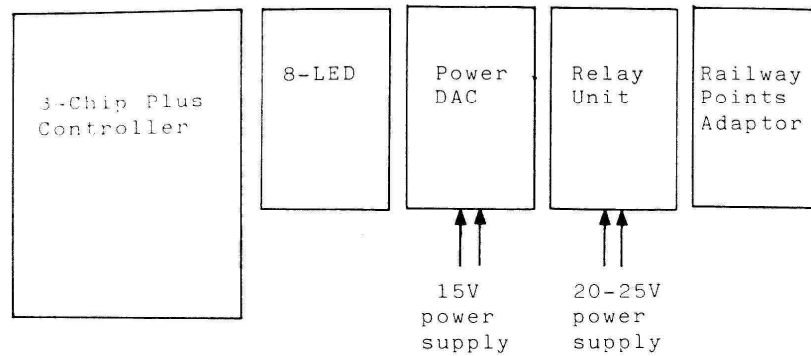 3-Chip Plus
Controller
8-LED
Power
DAC
Relay
Unit
Railway
Points
Adaptor
15V
power
supply
20-25V
power
supply